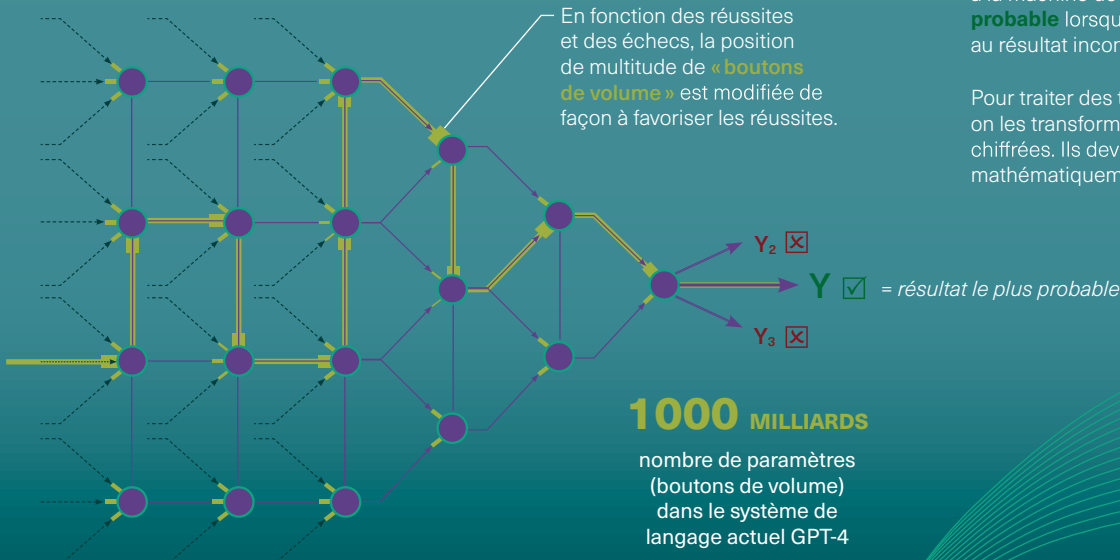 En fonction des réussites
et des échecs, la position
de multitude de «boutons
de volume» est modifiée de
façon à favoriser les réussites.
probable lorsqu
au résultat incon
Pour traiter des t
on les transform
chiffrées. Ils dev
mathématiquem
Y₂
Y = résultat le plus probable
Y₃
1000 MILLIARDS
nombre de paramètres
(boutons de volume)
dans le système de
langage actuel GPT-4